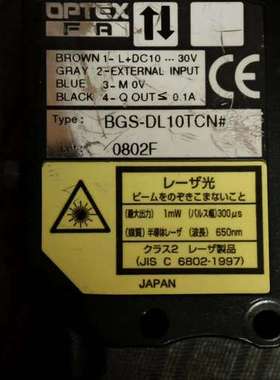 OPTEX
F A
BROWN 1- L+DC10 ··· 30V
GRAY 2-EXTERNAL INPUT
BLUE 3- M 0V
BLACK 4- Q OUT≤ 0.1A
CE
Type: BGS-DL10TCN#
0802F
レーザ光
ビームをのぞきこまないこと
(最大出力) 1mW (パルス幅)300μs
(媒質) 半導体レーザ (波長) 650nm
クラス2 レーザ製品
(JIS C 6802-1997)
JAPAN